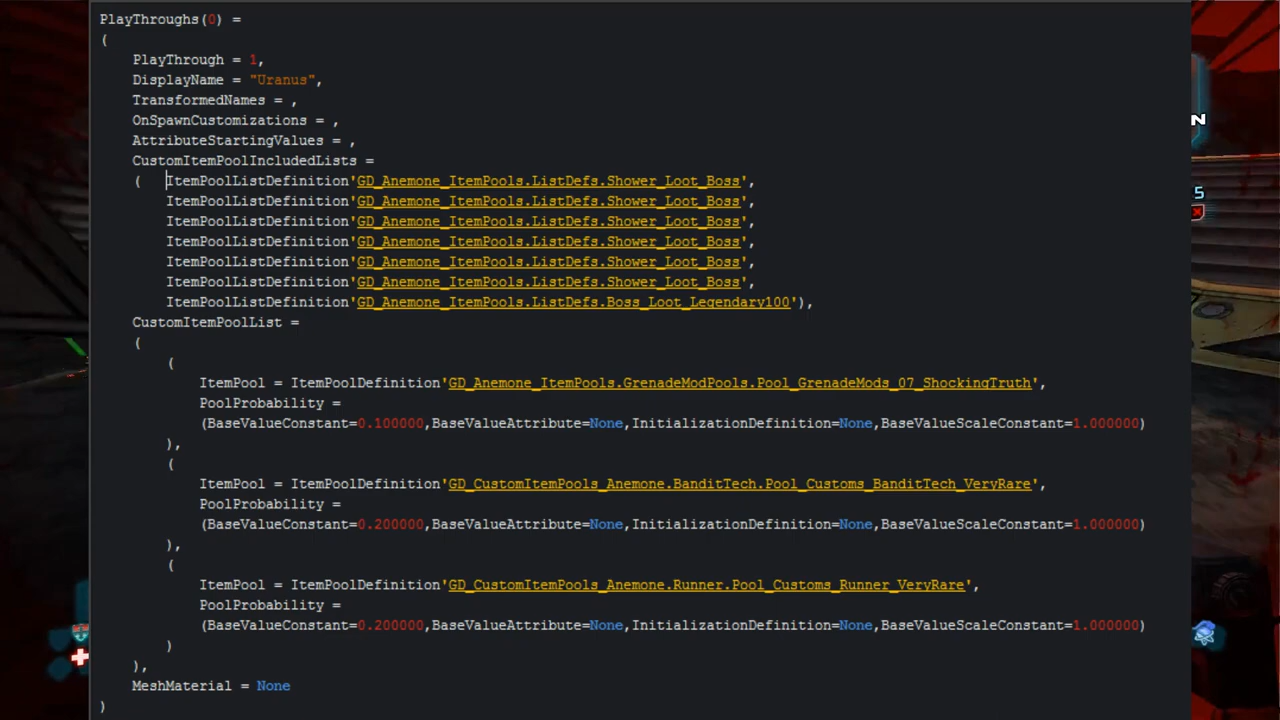 PlayThroughs(0) =
(
PlayThrough = 1,
DisplayName = "Uranus",
TransformedNames = ,
OnSpawnCustomizations = ,
AttributeStartingValues = ,
CustomItemPoolIncludedLists =
( ItemPoolListDefinition'GD_Anemone_ItemPools.ListDefs.Shower_Loot_Boss',
ItemPoolListDefinition'GD_Anemone_ItemPools.ListDefs.Shower_Loot_Boss',
ItemPoolListDefinition'GD_Anemone_ItemPools.ListDefs.Shower_Loot_Boss',
ItemPoolListDefinition'GD_Anemone_ItemPools.ListDefs.Shower_Loot_Boss',
ItemPoolListDefinition'GD_Anemone_ItemPools.ListDefs.Shower_Loot_Boss',
ItemPoolListDefinition'GD_Anemone_ItemPools.ListDefs.Shower_Loot_Boss',
ItemPoolListDefinition'GD_Anemone_ItemPools.ListDefs.Boss_Loot_Legendary100'),
CustomItemPoolList =
(
(
ItemPool = ItemPoolDefinition'GD_Anemone_ItemPools.GrenadeModPools.Pool_GrenadeMods_07_ShockingTruth',
PoolProbability =
(BaseValueConstant=0.100000,BaseValueAttribute=None,InitializationDefinition=None,BaseValueScaleConstant=1.000000)
),
(
ItemPool = ItemPoolDefinition'GD_CustomItemPools_Anemone.BanditTech.Pool_Customs_BanditTech_VeryRare',
PoolProbability =
(BaseValueConstant=0.200000,BaseValueAttribute=None,InitializationDefinition=None,BaseValueScaleConstant=1.000000)
),
(
ItemPool = ItemPoolDefinition'GD_CustomItemPools_Anemone.Runner.Pool_Customs_Runner_VeryRare',
PoolProbability =
(BaseValueConstant=0.200000,BaseValueAttribute=None,InitializationDefinition=None,BaseValueScaleConstant=1.000000)
)
),
MeshMaterial = None
)
N
5